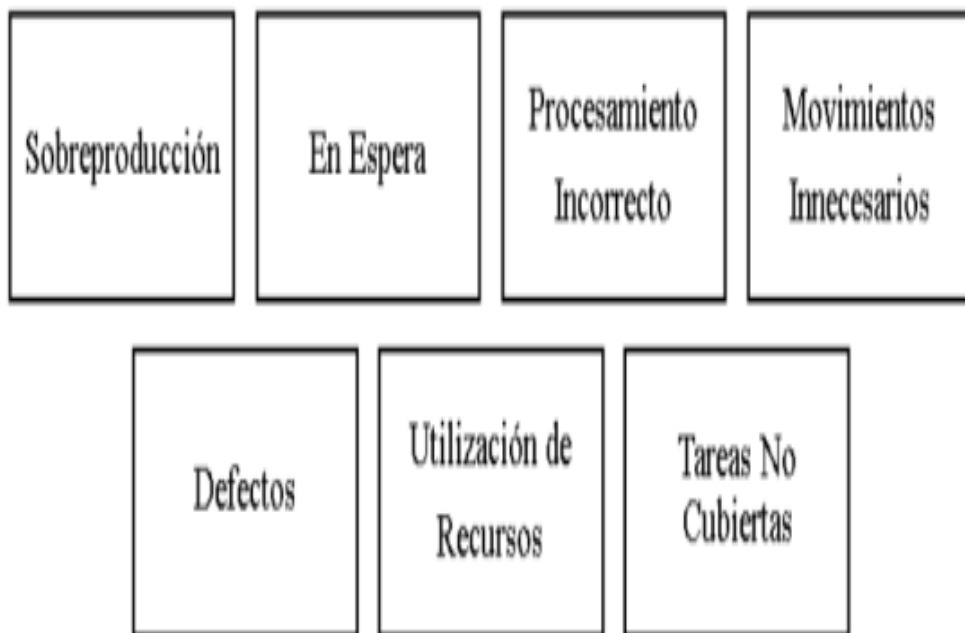 Sobreproducción
En Espera
Procesamiento
Incorrecto
Movimientos
Innecesarios
Defectos
Utilización de
Recursos
Tareas No
Cubiertas